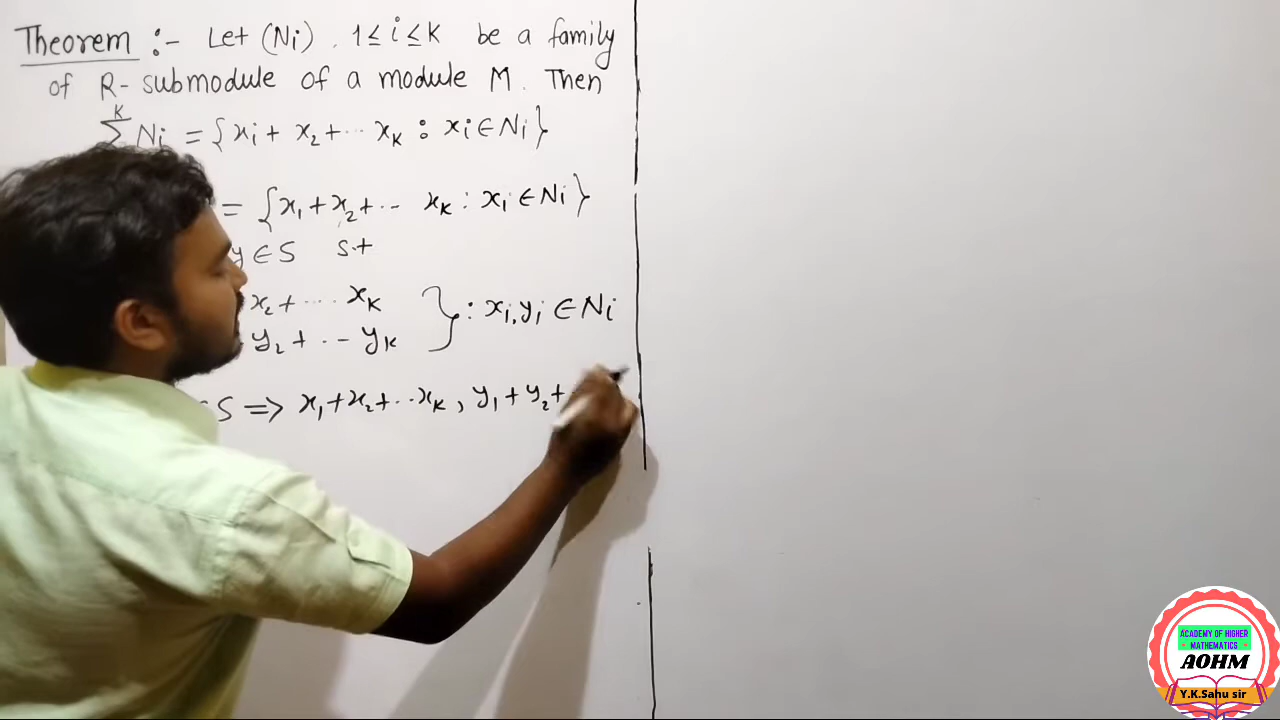 Theorem :- Let (Ni), 1 ≤ i ≤ K be a family
of R- submodule of a module M. Then
K
∑ Ni = {xi + x2 + ... xK : xi ∈ Ni}
= {x1 + x2 + ... xK : xi ∈ Ni}
y ∈ S s.t
x2 + ... xK
y2 + ... yK } : xi, yi ∈ Ni
S ⇒ x1 + x2 + ... xK, y1 + y2 +
ACADEMY OF HIGHER
MATHEMATICS
AOHM
Y.K.Sahu sir